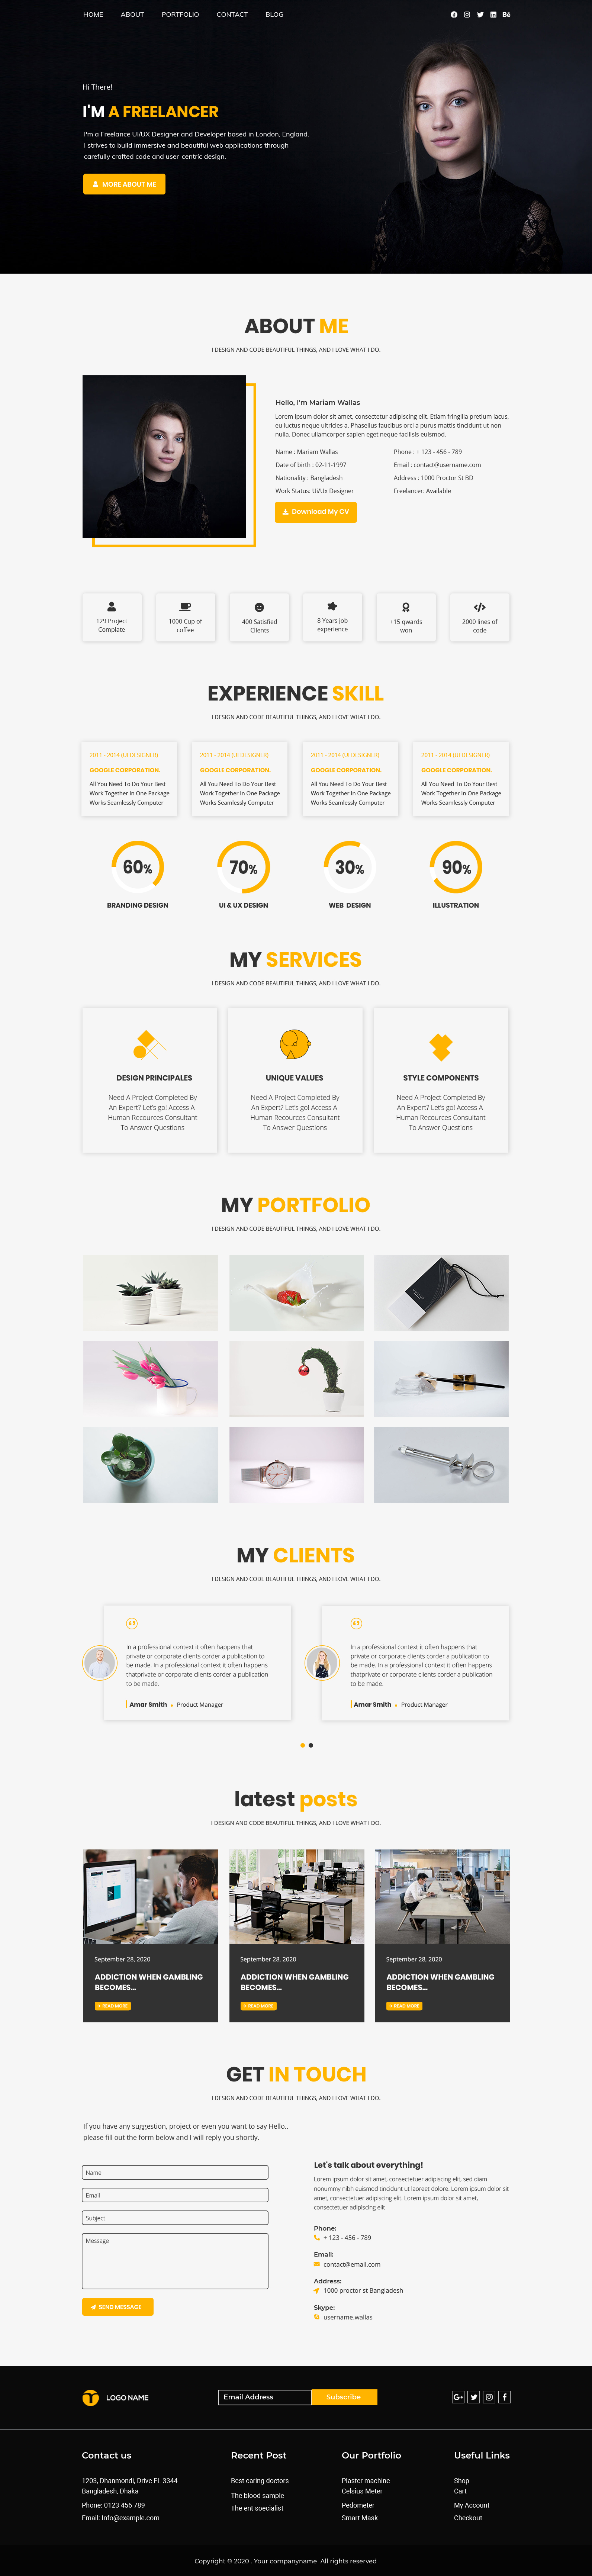 HOME ABOUT PORTFOLIO CONTACT BLOG Bē
Hi There!
I'M A FREELANCER
I'm a Freelance UI/UX Designer and Developer based in London, England.
I strives to build immersive and beautiful web applications through
carefully crafted code and user-centric design.
MORE ABOUT ME
ABOUT ME
I DESIGN AND CODE BEAUTIFUL THINGS, AND I LOVE WHAT I DO.
Hello, I'm Mariam Wallas
Lorem ipsum dolor sit amet, consectetur adipiscing elit. Etiam fringilla pretium lacus,
eu luctus neque ultricies a. Phasellus faucibus orci a purus mattis tincidunt ut non
nulla. Donec ullamcorper sapien eget neque facilisis euismod.
Name : Mariam Wallas Phone : + 123 - 456 - 789
Date of birth : 02-11-1997 Email : contact@username.com
Nationality : Bangladesh Address : 1000 Proctor St BD
Work Status: Ui/Ux Designer Freelancer: Available
Download My CV
129 Project
Complate
1000 Cup of
coffee
400 Satisfied
Clients
8 Years job
experience
+15 qwards
won
2000 lines of
code
EXPERIENCE SKILL
I DESIGN AND CODE BEAUTIFUL THINGS, AND I LOVE WHAT I DO.
2011 - 2014 (UI DESIGNER)
GOOGLE CORPORATION.
All You Need To Do Your Best
Work Together In One Package
Works Seamlessly Computer
2011 - 2014 (UI DESIGNER)
GOOGLE CORPORATION.
All You Need To Do Your Best
Work Together In One Package
Works Seamlessly Computer
2011 - 2014 (UI DESIGNER)
GOOGLE CORPORATION.
All You Need To Do Your Best
Work Together In One Package
Works Seamlessly Computer
2011 - 2014 (UI DESIGNER)
GOOGLE CORPORATION.
All You Need To Do Your Best
Work Together In One Package
Works Seamlessly Computer
60% 70% 30% 90%
BRANDING DESIGN UI & UX DESIGN WEB DESIGN ILLUSTRATION
MY SERVICES
I DESIGN AND CODE BEAUTIFUL THINGS, AND I LOVE WHAT I DO.
DESIGN PRINCIPALES
Need A Project Completed By
An Expert? Let's go! Access A
Human Recources Consultant
To Answer Questions
UNIQUE VALUES
Need A Project Completed By
An Expert? Let's go! Access A
Human Recources Consultant
To Answer Questions
STYLE COMPONENTS
Need A Project Completed By
An Expert? Let's go! Access A
Human Recources Consultant
To Answer Questions
MY PORTFOLIO
I DESIGN AND CODE BEAUTIFUL THINGS, AND I LOVE WHAT I DO.
MY CLIENTS
I DESIGN AND CODE BEAUTIFUL THINGS, AND I LOVE WHAT I DO.
In a professional context it often happens that
private or corporate clients corder a publication to
be made. In a professional context it often happens
thatprivate or corporate clients corder a publication
to be made.
Amar Smith Product Manager
In a professional context it often happens that
private or corporate clients corder a publication to
be made. In a professional context it often happens
thatprivate or corporate clients corder a publication
to be made.
Amar Smith Product Manager
latest posts
I DESIGN AND CODE BEAUTIFUL THINGS, AND I LOVE WHAT I DO.
September 28, 2020
ADDICTION WHEN GAMBLING
BECOMES...
+ READ MORE
September 28, 2020
ADDICTION WHEN GAMBLING
BECOMES...
+ READ MORE
September 28, 2020
ADDICTION WHEN GAMBLING
BECOMES...
+ READ MORE
GET IN TOUCH
I DESIGN AND CODE BEAUTIFUL THINGS, AND I LOVE WHAT I DO.
If you have any suggestion, project or even you want to say Hello..
please fill out the form below and I will reply you shortly.
Name
Email
Subject
Message
SEND MESSAGE
Let's talk about everything!
Lorem ipsum dolor sit amet, consectetuer adipiscing elit, sed diam
nonummy nibh euismod tincidunt ut laoreet dolore. Lorem ipsum dolor sit
amet, consectetuer adipiscing elit. Lorem ipsum dolor sit amet,
consectetuer adipiscing elit
Phone:
+ 123 - 456 - 789
Email:
contact@email.com
Address:
1000 proctor st Bangladesh
Skype:
username.wallas
LOGO NAME Email Address Subscribe G+ f
Contact us
1203, Dhanmondi, Drive FL 3344
Bangladesh, Dhaka
Phone: 0123 456 789
Email: Info@example.com
Recent Post
Best caring doctors
The blood sample
The ent soecialist
Our Portfolio
Plaster machine
Celsius Meter
Pedometer
Smart Mask
Useful Links
Shop
Cart
My Account
Checkout
Copyright © 2020 . Your companyname All rights reserved